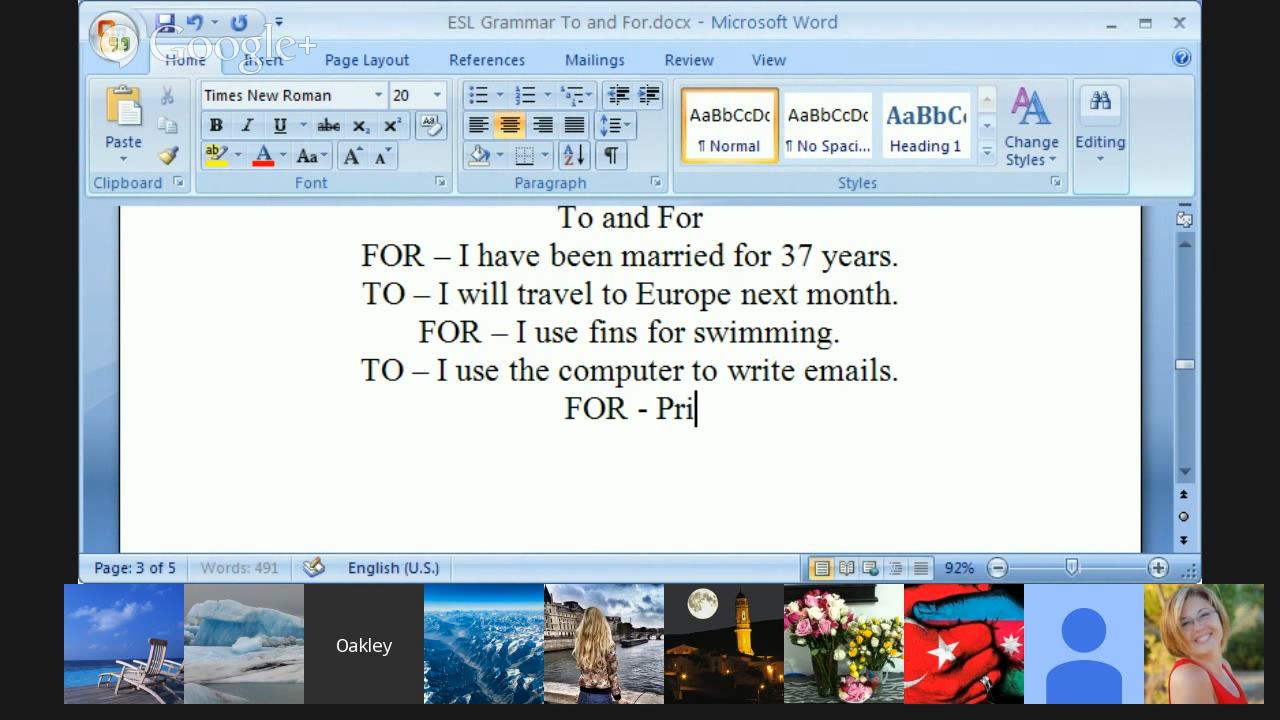 ESL Grammar To and For.docx - Microsoft Word
Google+
Home Insert Page Layout References Mailings Review View
Times New Roman 20
AaBbCcDc AaBbCcDc AaBbC
Paste B I U abc X₂ X² Aa A A
¶ Normal ¶ No Spaci... Heading 1 Change Styles Editing
Clipboard Font Paragraph Styles
To and For
FOR – I have been married for 37 years.
TO – I will travel to Europe next month.
FOR – I use fins for swimming.
TO – I use the computer to write emails.
FOR - Pri
Page: 3 of 5 Words: 491 English (U.S.) 92%
Oakley